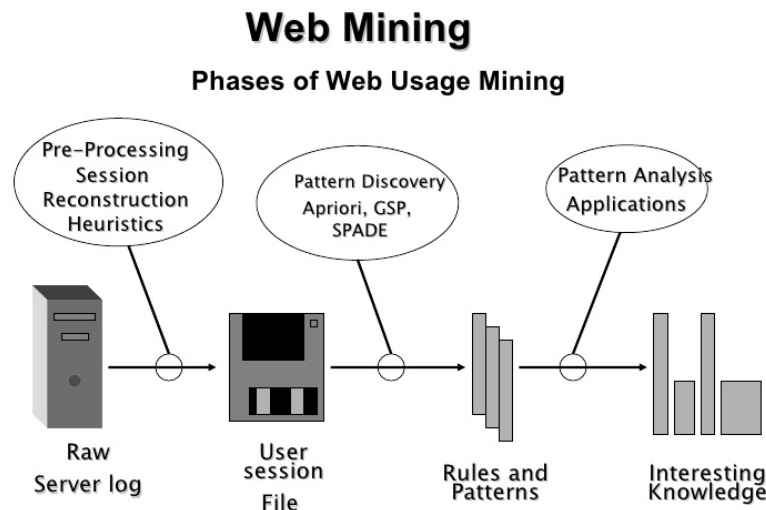 Web Mining
Phases of Web Usage Mining
Pre-Processing
Session
Reconstruction
Heuristics
Pattern Discovery
Apriori, GSP,
SPADE
Pattern Analysis
Applications
Raw
Server log
User
session
File
Rules and
Patterns
Interesting
Knowledge